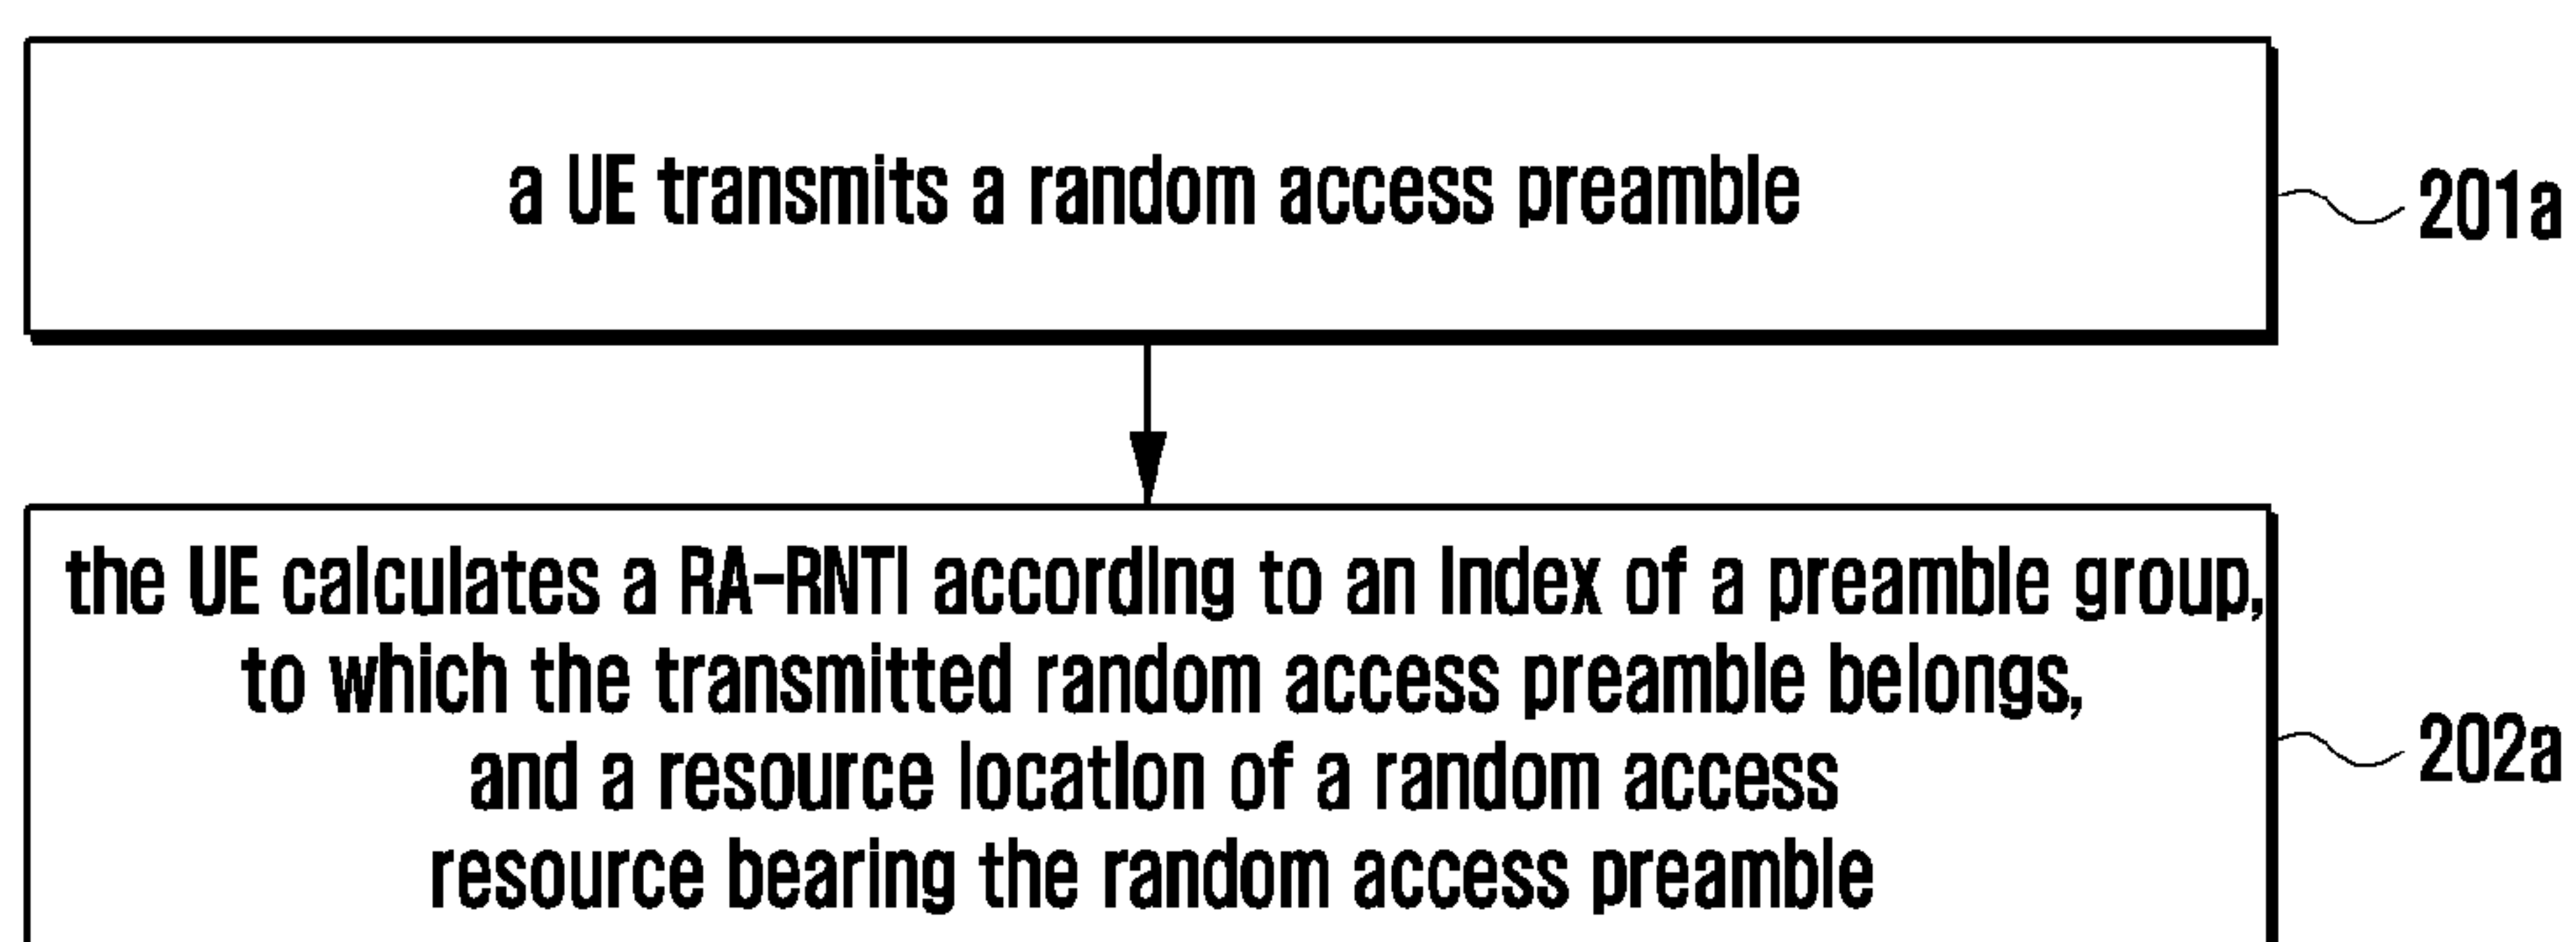 a UE transmits a random access preamble
201a
the UE calculates a RA-RNTI according to an index of a preamble group,
to which the transmitted random access preamble belongs,
and a resource location of a random access
resource bearing the random access preamble
202a